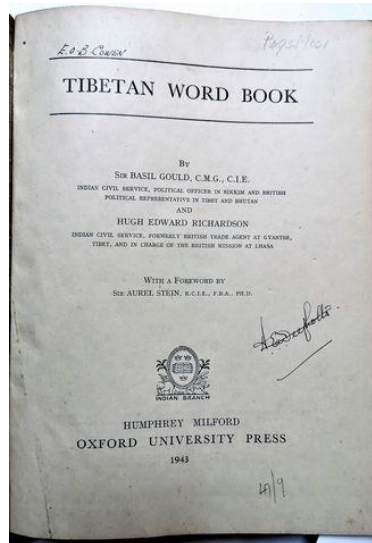 E.O.B. COWEN
TIBETAN WORD BOOK
BY
SIR BASIL GOULD, C.M.G., C.I.E.
INDIAN CIVIL SERVICE, POLITICAL OFFICER IN SIKKIM AND BRITISH
POLITICAL REPRESENTATIVE IN TIBET AND BHUTAN
AND
HUGH EDWARD RICHARDSON
INDIAN CIVIL SERVICE, FORMERLY BRITISH TRADE AGENT AT GYANTSE,
TIBET, AND IN CHARGE OF THE BRITISH MISSION AT LHASA
WITH A FOREWORD BY
SIR AUREL STEIN, K.C.I.E., F.B.A., PH.D.
INDIAN BRANCH
HUMPHREY MILFORD
OXFORD UNIVERSITY PRESS
1943